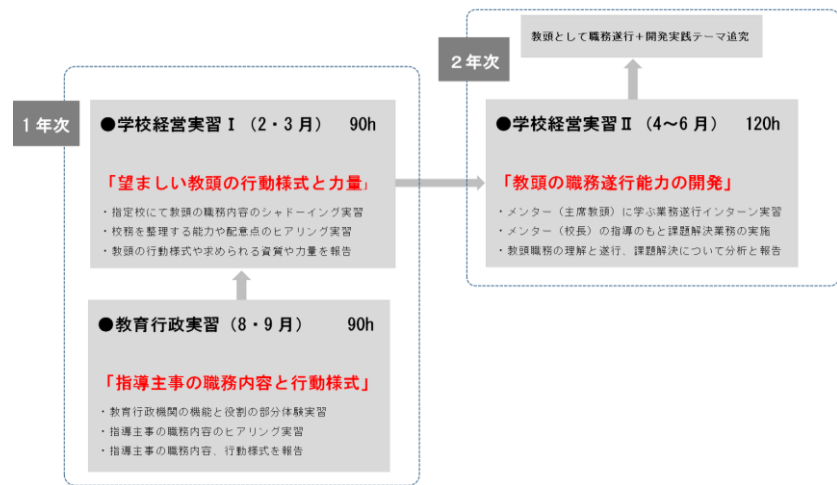 1年次
●学校経営実習Ⅰ（2・3月） 90h
「望ましい教頭の行動様式と力量」
・指定校にて教頭の職務内容のシャドーイング実習
・校務を整理する能力や配意点のヒアリング実習
・教頭の行動様式や求められる資質や力量を報告
●教育行政実習（8・9月） 90h
「指導主事の職務内容と行動様式」
・教育行政機関の機能と役割の部分体験実習
・指導主事の職務内容のヒアリング実習
・指導主事の職務内容、行動様式を報告
2年次
教頭として職務遂行＋開発実践テーマ追究
●学校経営実習Ⅱ（4～6月） 120h
「教頭の職務遂行能力の開発」
・メンター（主席教頭）に学ぶ業務遂行インターン実習
・メンター（校長）の指導のもと課題解決業務の実施
・教頭職務の理解と遂行、課題解決について分析と報告